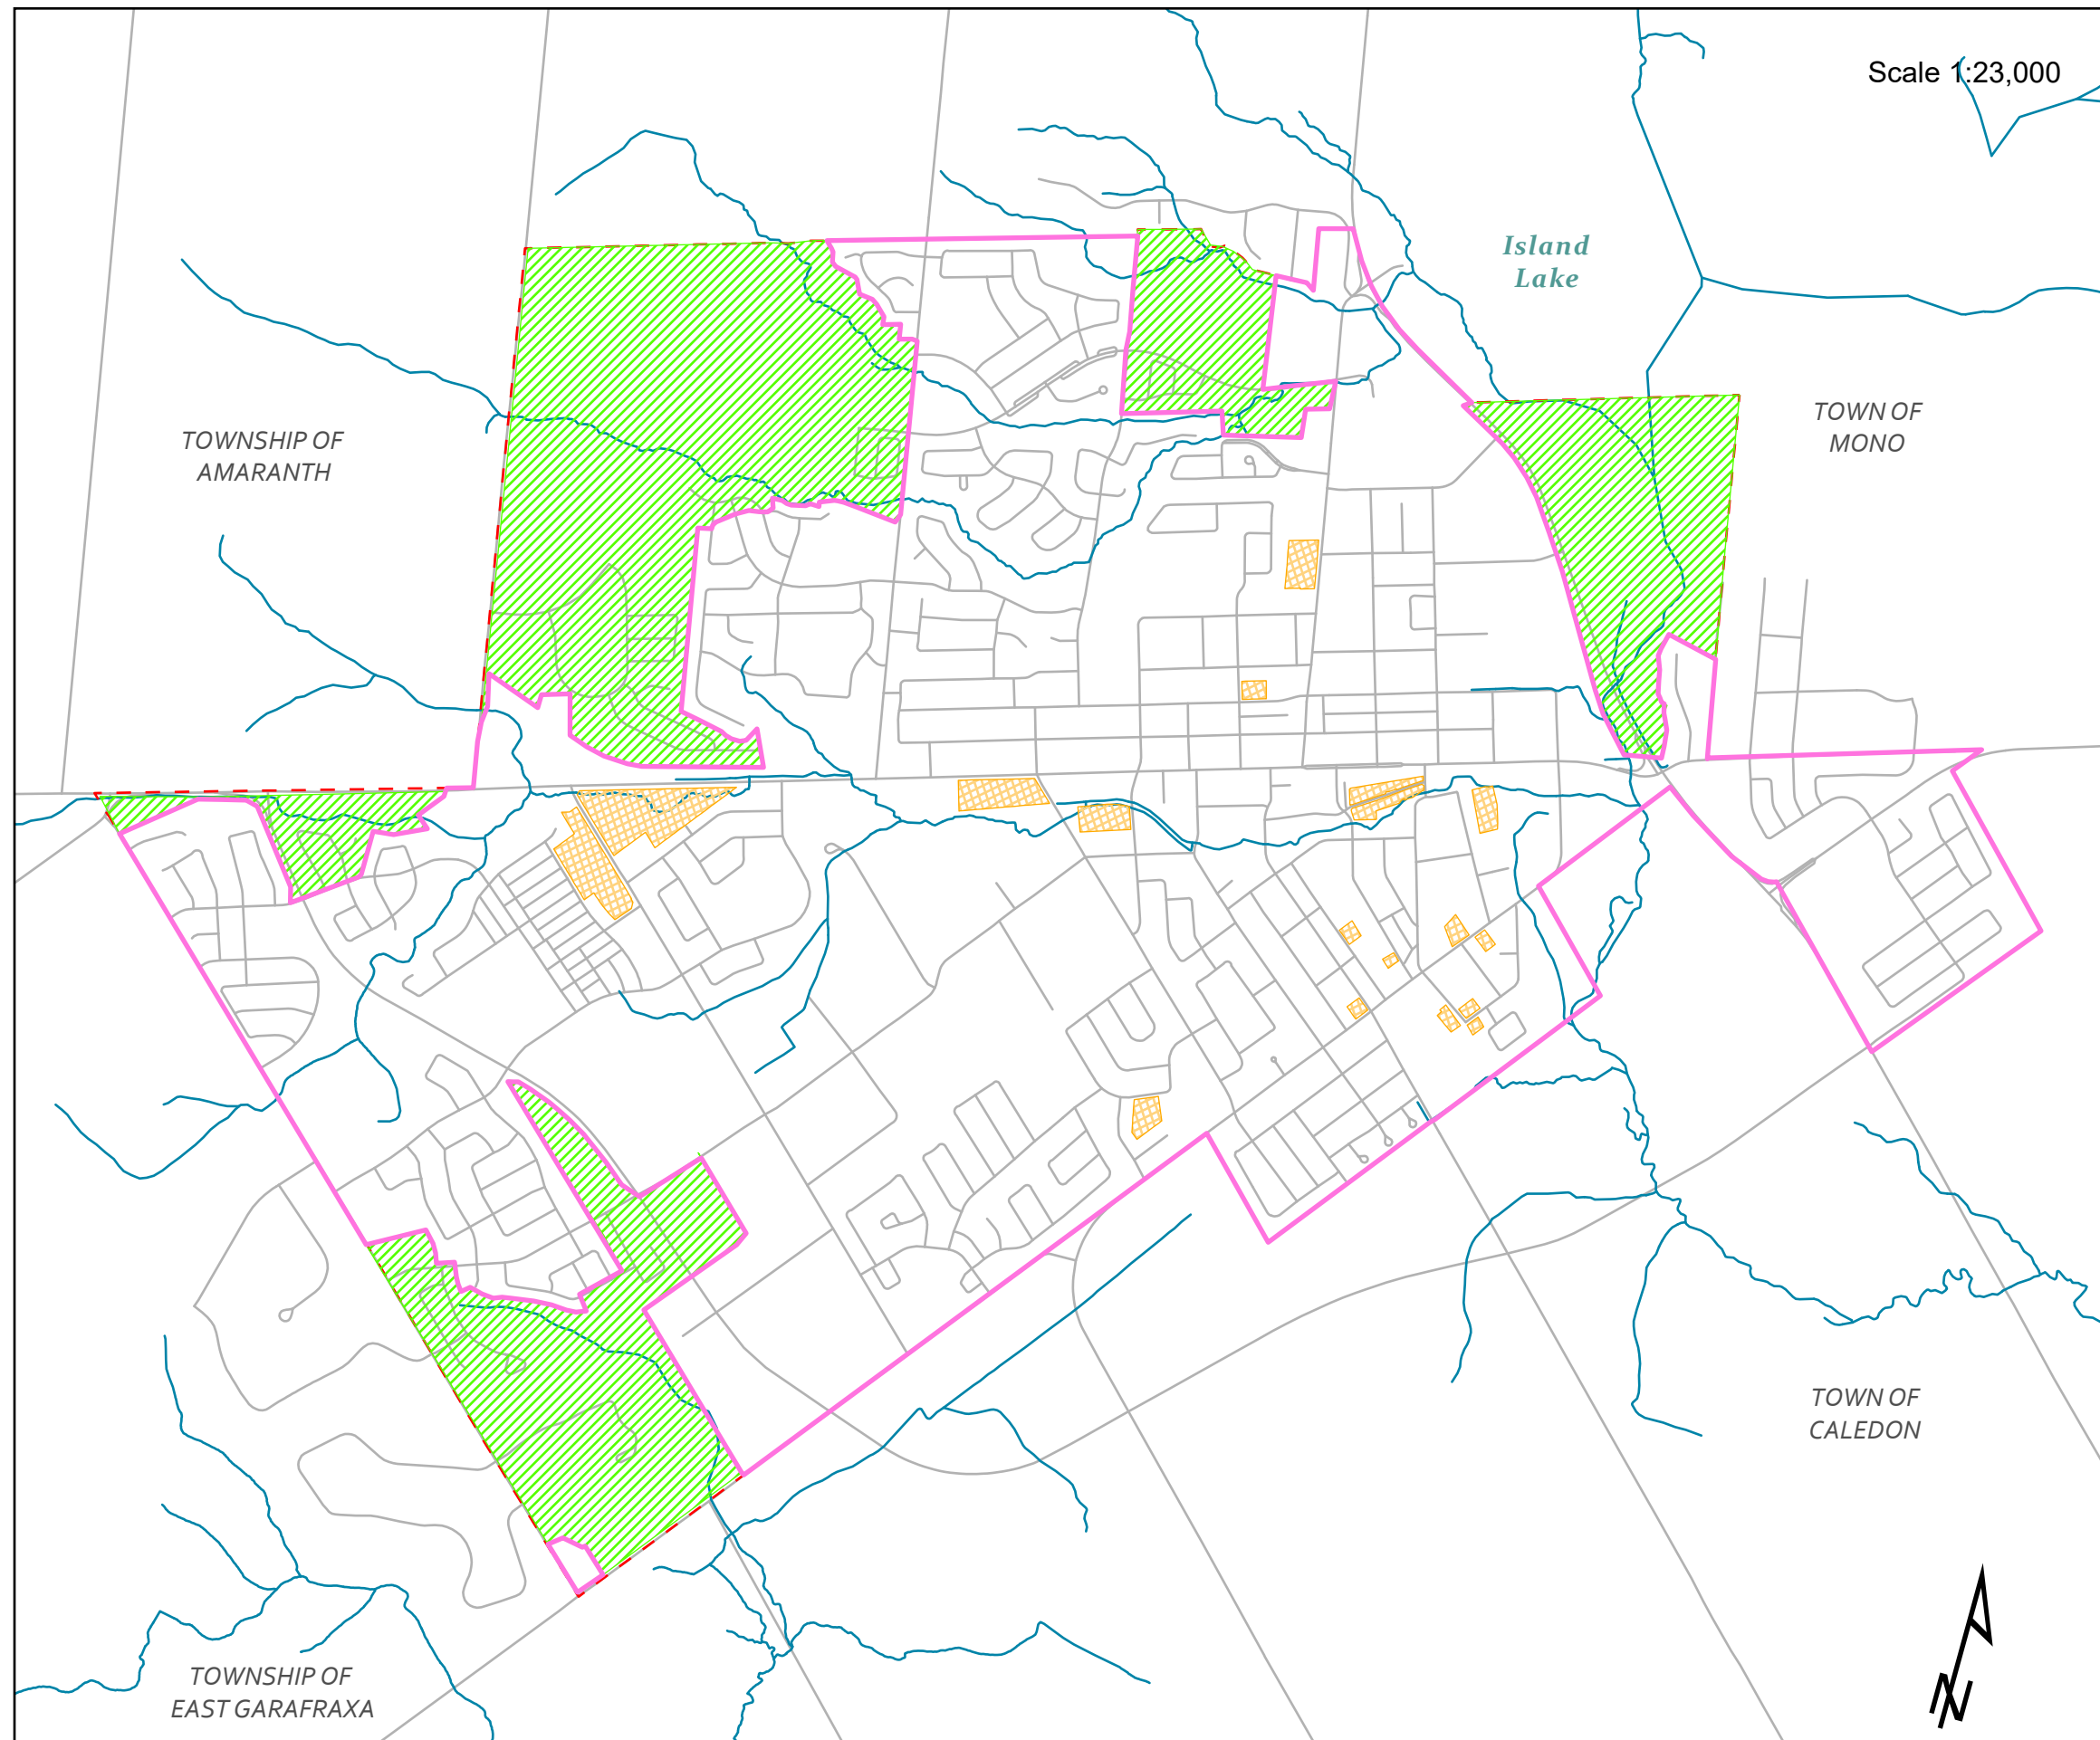 Scale 1:23,000
Island
Lake
TOWNSHIP OF
AMARANTH
TOWN OF
MONO
TOWN OF
CALEDON
TOWNSHIP OF
EAST GARAFRAXA
N